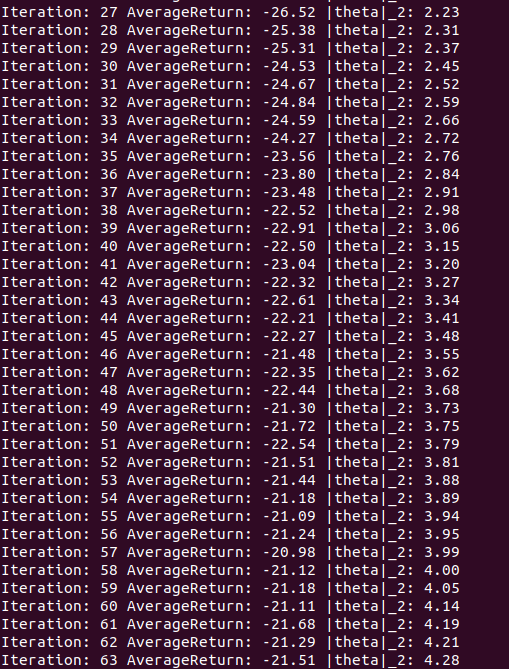 Iteration: 27 AverageReturn: -26.52 |theta|_2: 2.23
Iteration: 28 AverageReturn: -25.38 |theta|_2: 2.31
Iteration: 29 AverageReturn: -25.31 |theta|_2: 2.37
Iteration: 30 AverageReturn: -24.53 |theta|_2: 2.45
Iteration: 31 AverageReturn: -24.67 |theta|_2: 2.52
Iteration: 32 AverageReturn: -24.84 |theta|_2: 2.59
Iteration: 33 AverageReturn: -24.59 |theta|_2: 2.66
Iteration: 34 AverageReturn: -24.27 |theta|_2: 2.72
Iteration: 35 AverageReturn: -23.56 |theta|_2: 2.76
Iteration: 36 AverageReturn: -23.80 |theta|_2: 2.84
Iteration: 37 AverageReturn: -23.48 |theta|_2: 2.91
Iteration: 38 AverageReturn: -22.52 |theta|_2: 2.98
Iteration: 39 AverageReturn: -22.91 |theta|_2: 3.06
Iteration: 40 AverageReturn: -22.50 |theta|_2: 3.15
Iteration: 41 AverageReturn: -23.04 |theta|_2: 3.20
Iteration: 42 AverageReturn: -22.32 |theta|_2: 3.27
Iteration: 43 AverageReturn: -22.61 |theta|_2: 3.34
Iteration: 44 AverageReturn: -22.21 |theta|_2: 3.41
Iteration: 45 AverageReturn: -22.27 |theta|_2: 3.48
Iteration: 46 AverageReturn: -21.48 |theta|_2: 3.55
Iteration: 47 AverageReturn: -22.35 |theta|_2: 3.62
Iteration: 48 AverageReturn: -22.44 |theta|_2: 3.68
Iteration: 49 AverageReturn: -21.30 |theta|_2: 3.73
Iteration: 50 AverageReturn: -21.72 |theta|_2: 3.75
Iteration: 51 AverageReturn: -22.54 |theta|_2: 3.79
Iteration: 52 AverageReturn: -21.51 |theta|_2: 3.81
Iteration: 53 AverageReturn: -21.44 |theta|_2: 3.88
Iteration: 54 AverageReturn: -21.18 |theta|_2: 3.89
Iteration: 55 AverageReturn: -21.09 |theta|_2: 3.94
Iteration: 56 AverageReturn: -21.24 |theta|_2: 3.95
Iteration: 57 AverageReturn: -20.98 |theta|_2: 3.99
Iteration: 58 AverageReturn: -21.12 |theta|_2: 4.00
Iteration: 59 AverageReturn: -21.18 |theta|_2: 4.05
Iteration: 60 AverageReturn: -21.11 |theta|_2: 4.14
Iteration: 61 AverageReturn: -21.68 |theta|_2: 4.19
Iteration: 62 AverageReturn: -21.29 |theta|_2: 4.21
Iteration: 63 AverageReturn: -21.51 |theta|_2: 4.28